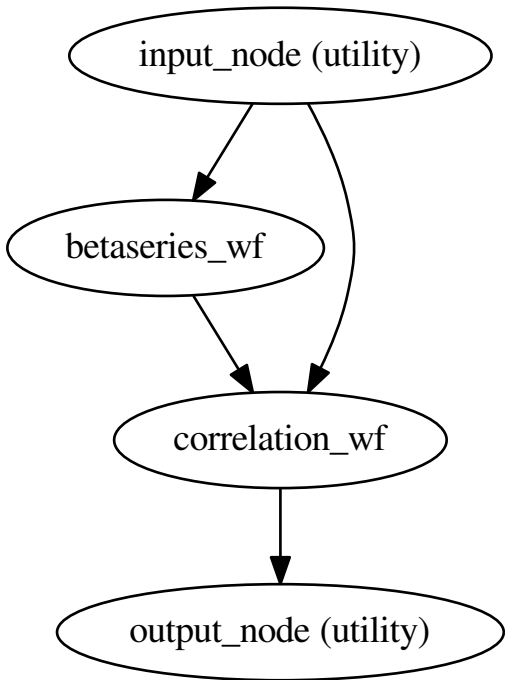 input_node (utility)
betaseries_wf
correlation_wf
output_node (utility)